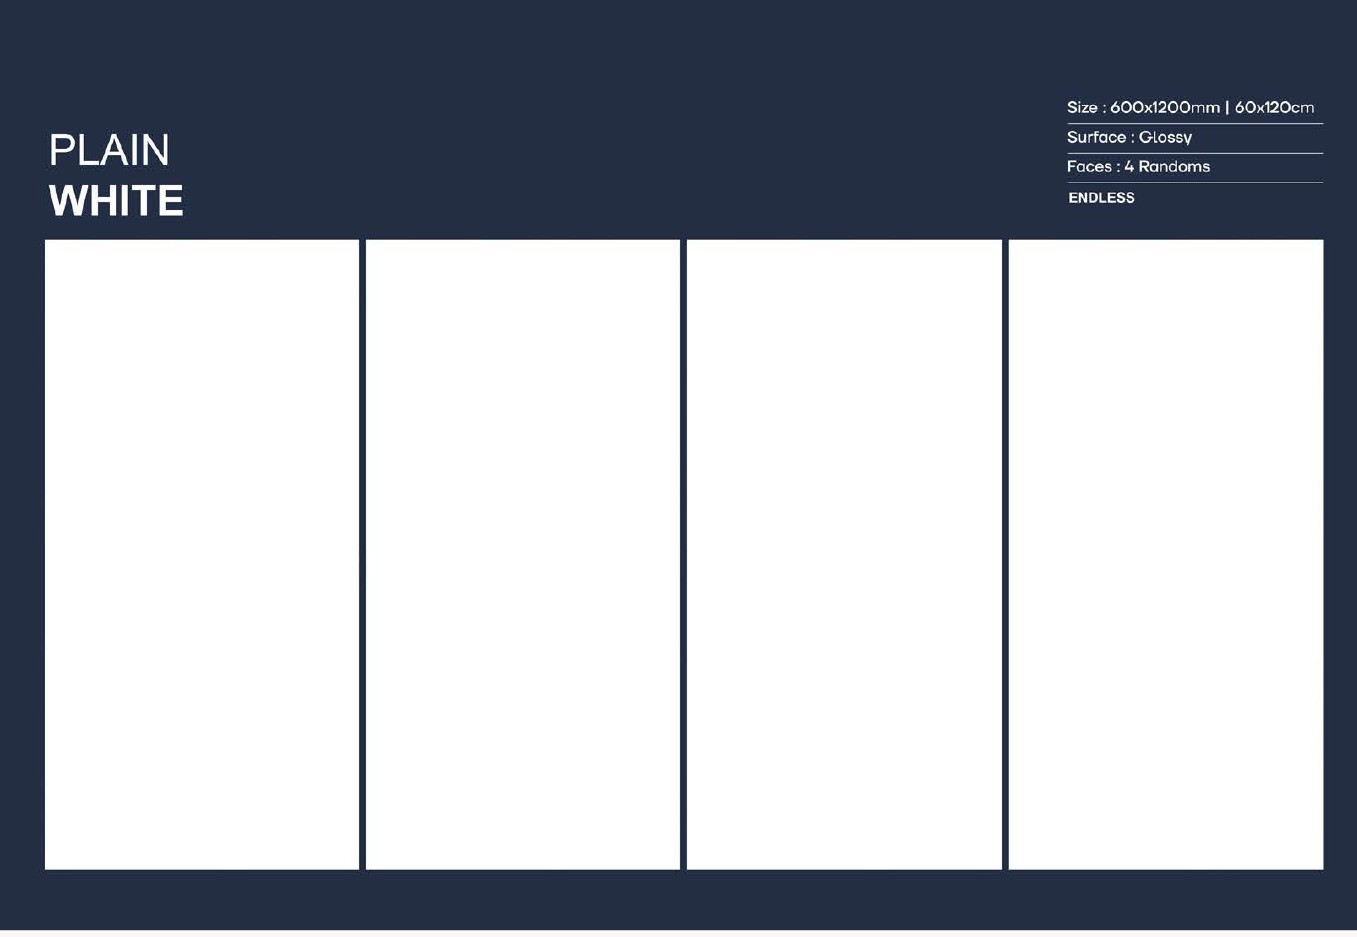 PLAIN
WHITE
Size : 600x1200mm | 60x120cm
Surface : Glossy
Faces : 4 Randoms
ENDLESS